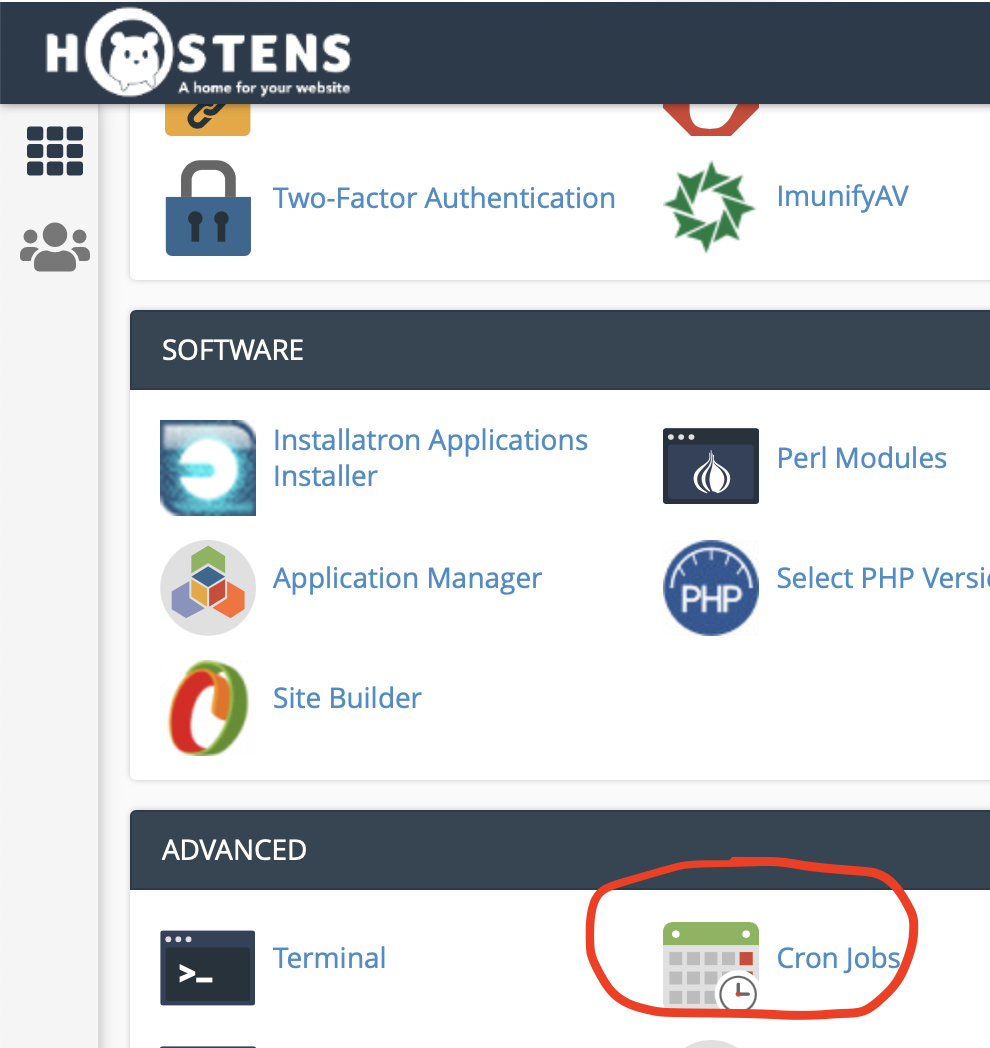 HOSTENS
A home for your website
Two-Factor Authentication
ImunifyAV
SOFTWARE
Installatron Applications
Installer
Perl Modules
Application Manager
Select PHP Versi
PHP
Site Builder
ADVANCED
>_
Terminal
Cron Jobs